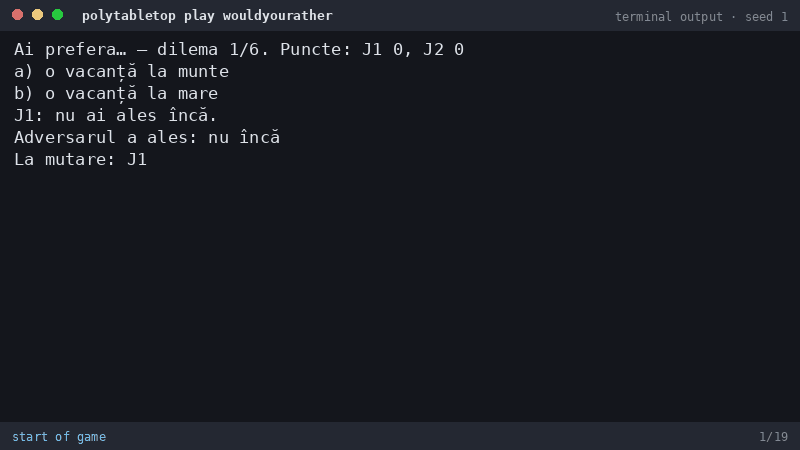 polytabletop play wouldyourather
terminal output · seed 1
Ai prefera… — dilema 1/6. Puncte: J1 0, J2 0
a) o vacanță la munte
b) o vacanță la mare
J1: nu ai ales încă.
Adversarul a ales: nu încă
La mutare: J1
start of game
1/19